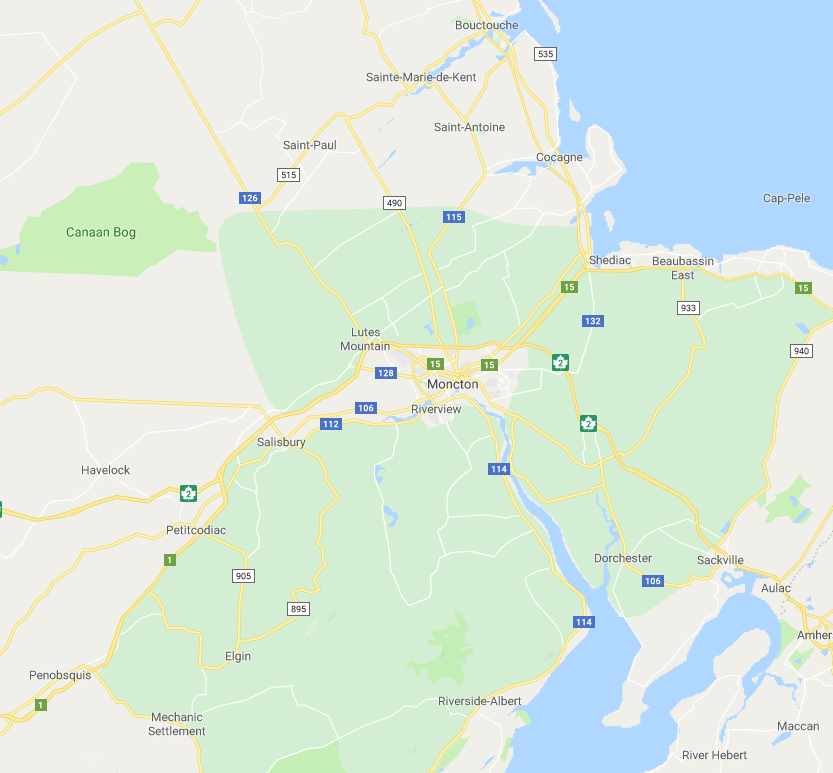 Bouctouche
535
Sainte-Marie-de-Kent
Saint-Antoine
Saint-Paul
Cocagne
515
126
490
Cap-Pele
115
Canaan Bog
Shediac
Beaubassin
East
15
15
933
132
Lutes
Mountain
940
15
15
2
128
Moncton
106
Riverview
112
2
Salisbury
Havelock
114
2
Petitcodiac
1
Dorchester
Sackville
905
106
Aulac
895
114
Amher
Elgin
Penobsquis
1
Riverside-Albert
Mechanic
Settlement
Maccan
River Hebert